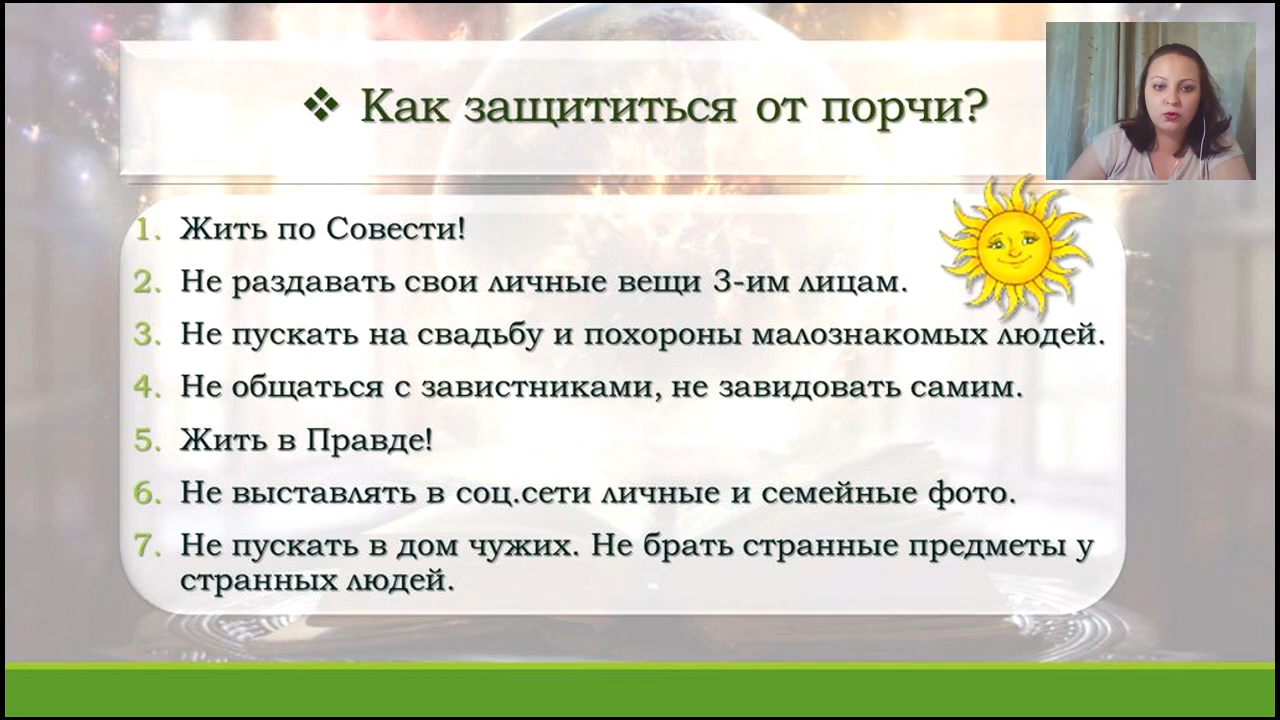 ❖ Как защититься от порчи?
1. Жить по Совести!
2. Не раздавать свои личные вещи 3-им лицам.
3. Не пускать на свадьбу и похороны малознакомых людей.
4. Не общаться с завистниками, не завидовать самим.
5. Жить в Правде!
6. Не выставлять в соц.сети личные и семейные фото.
7. Не пускать в дом чужих. Не брать странные предметы у
странных людей.